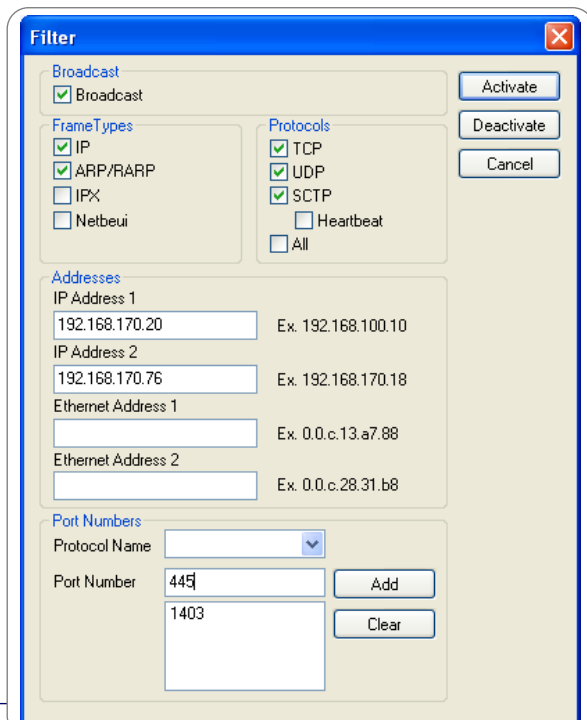 Filter
Broadcast
Broadcast
Activate
FrameTypes
IP
ARP/RARP
IPX
Netbeui
Protocols
TCP
UDP
SCTP
Heartbeat
All
Deactivate
Cancel
Addresses
IP Address 1
192.168.170.20 Ex. 192.168.100.10
IP Address 2
192.168.170.76 Ex. 192.168.170.18
Ethernet Address 1
Ex. 0.0.c.13.a7.88
Ethernet Address 2
Ex. 0.0.c.28.31.b8
Port Numbers
Protocol Name
Port Number 445 Add
1403 Clear